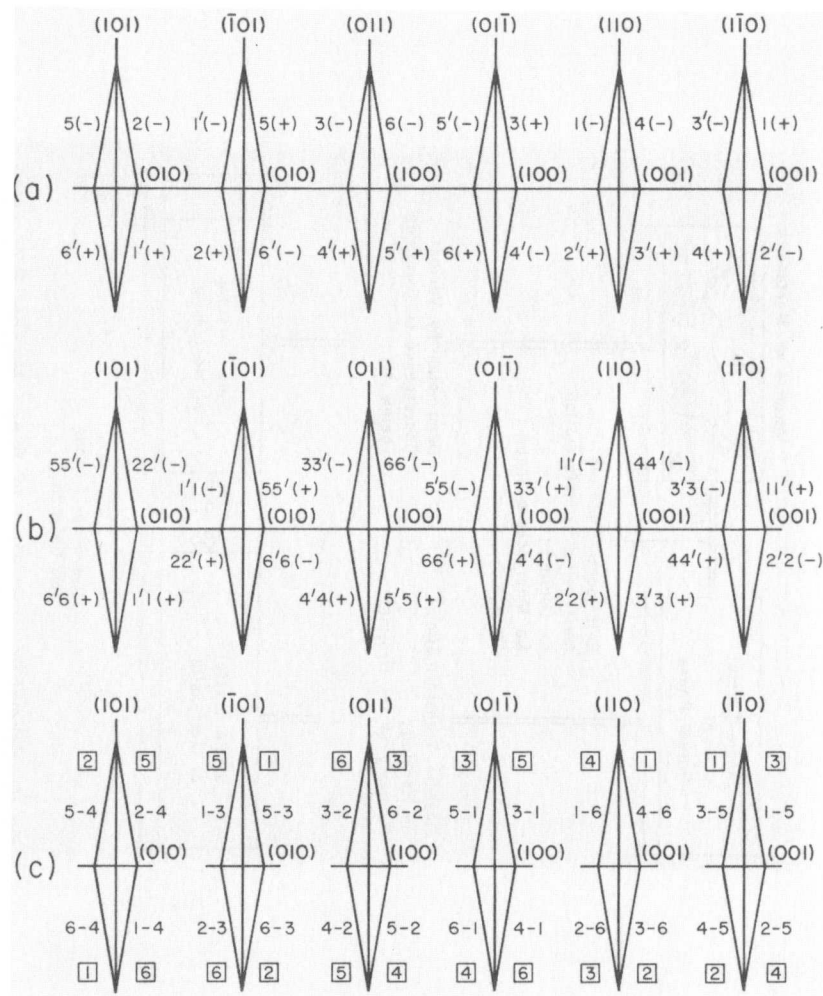 (101) (1̄01) (011) (011̄) (110) (11̄0)
5(-) 2(-) 1′(-) 5(+) 3(-) 6(-) 5′(-) 3(+) 1(-) 4(-) 3′(-) 1(+)
(010) (010) (100) (100) (001) (001)
(a)
6′(+) 1′(+) 2(+) 6′(-) 4′(+) 5′(+) 6(+) 4′(-) 2′(+) 3′(+) 4(+) 2′(-)
(101) (1̄01) (011) (011̄) (110) (11̄0)
55′(-) 22′(-) 33′(-) 66′(-) 11′(-) 44′(-)
1′1(-) 55′(+) 5′5(-) 33′(+) 3′3(-) 11′(+)
(010) (010) (100) (100) (001) (001)
(b)
22′(+) 6′6(-) 66′(+) 4′4(-) 44′(+) 2′2(-)
6′6(+) 1′1(+) 4′4(+) 5′5(+) 2′2(+) 3′3(+)
(101) (1̄01) (011) (011̄) (110) (11̄0)
2 5 5 1 6 3 3 5 4 1 1 3
5-4 2-4 1-3 5-3 3-2 6-2 5-1 3-1 1-6 4-6 3-5 1-5
(010) (010) (100) (100) (001) (001)
(c)
6-4 1-4 2-3 6-3 4-2 5-2 6-1 4-1 2-6 3-6 4-5 2-5
1 6 6 2 5 4 4 6 3 2 2 4